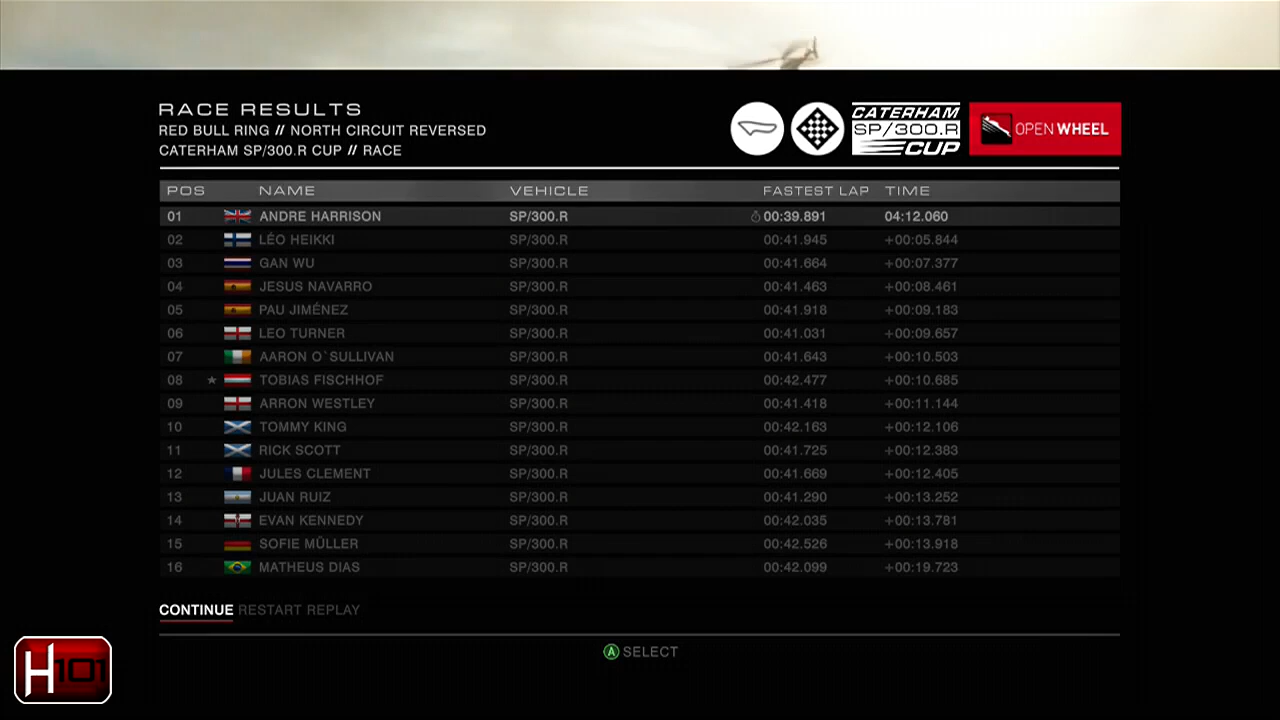 RACE RESULTS
RED BULL RING // NORTH CIRCUIT REVERSED
CATERHAM SP/300.R CUP // RACE
CATERHAM
SP/300.R
CUP
OPEN WHEEL
POS NAME VEHICLE FASTEST LAP TIME
01 ANDRE HARRISON SP/300.R 00:39.891 04:12.060
02 LÉO HEIKKI SP/300.R 00:41.945 +00:05.844
03 GAN WU SP/300.R 00:41.664 +00:07.377
04 JESUS NAVARRO SP/300.R 00:41.463 +00:08.461
05 PAU JIMÉNEZ SP/300.R 00:41.918 +00:09.183
06 LEO TURNER SP/300.R 00:41.031 +00:09.657
07 AARON O`SULLIVAN SP/300.R 00:41.643 +00:10.503
08 ★ TOBIAS FISCHHOF SP/300.R 00:42.477 +00:10.685
09 ARRON WESTLEY SP/300.R 00:41.418 +00:11.144
10 TOMMY KING SP/300.R 00:42.163 +00:12.106
11 RICK SCOTT SP/300.R 00:41.725 +00:12.383
12 JULES CLEMENT SP/300.R 00:41.669 +00:12.405
13 JUAN RUIZ SP/300.R 00:41.290 +00:13.252
14 EVAN KENNEDY SP/300.R 00:42.035 +00:13.781
15 SOFIE MÜLLER SP/300.R 00:42.526 +00:13.918
16 MATHEUS DIAS SP/300.R 00:42.099 +00:19.723
CONTINUE RESTART REPLAY
A SELECT
H101